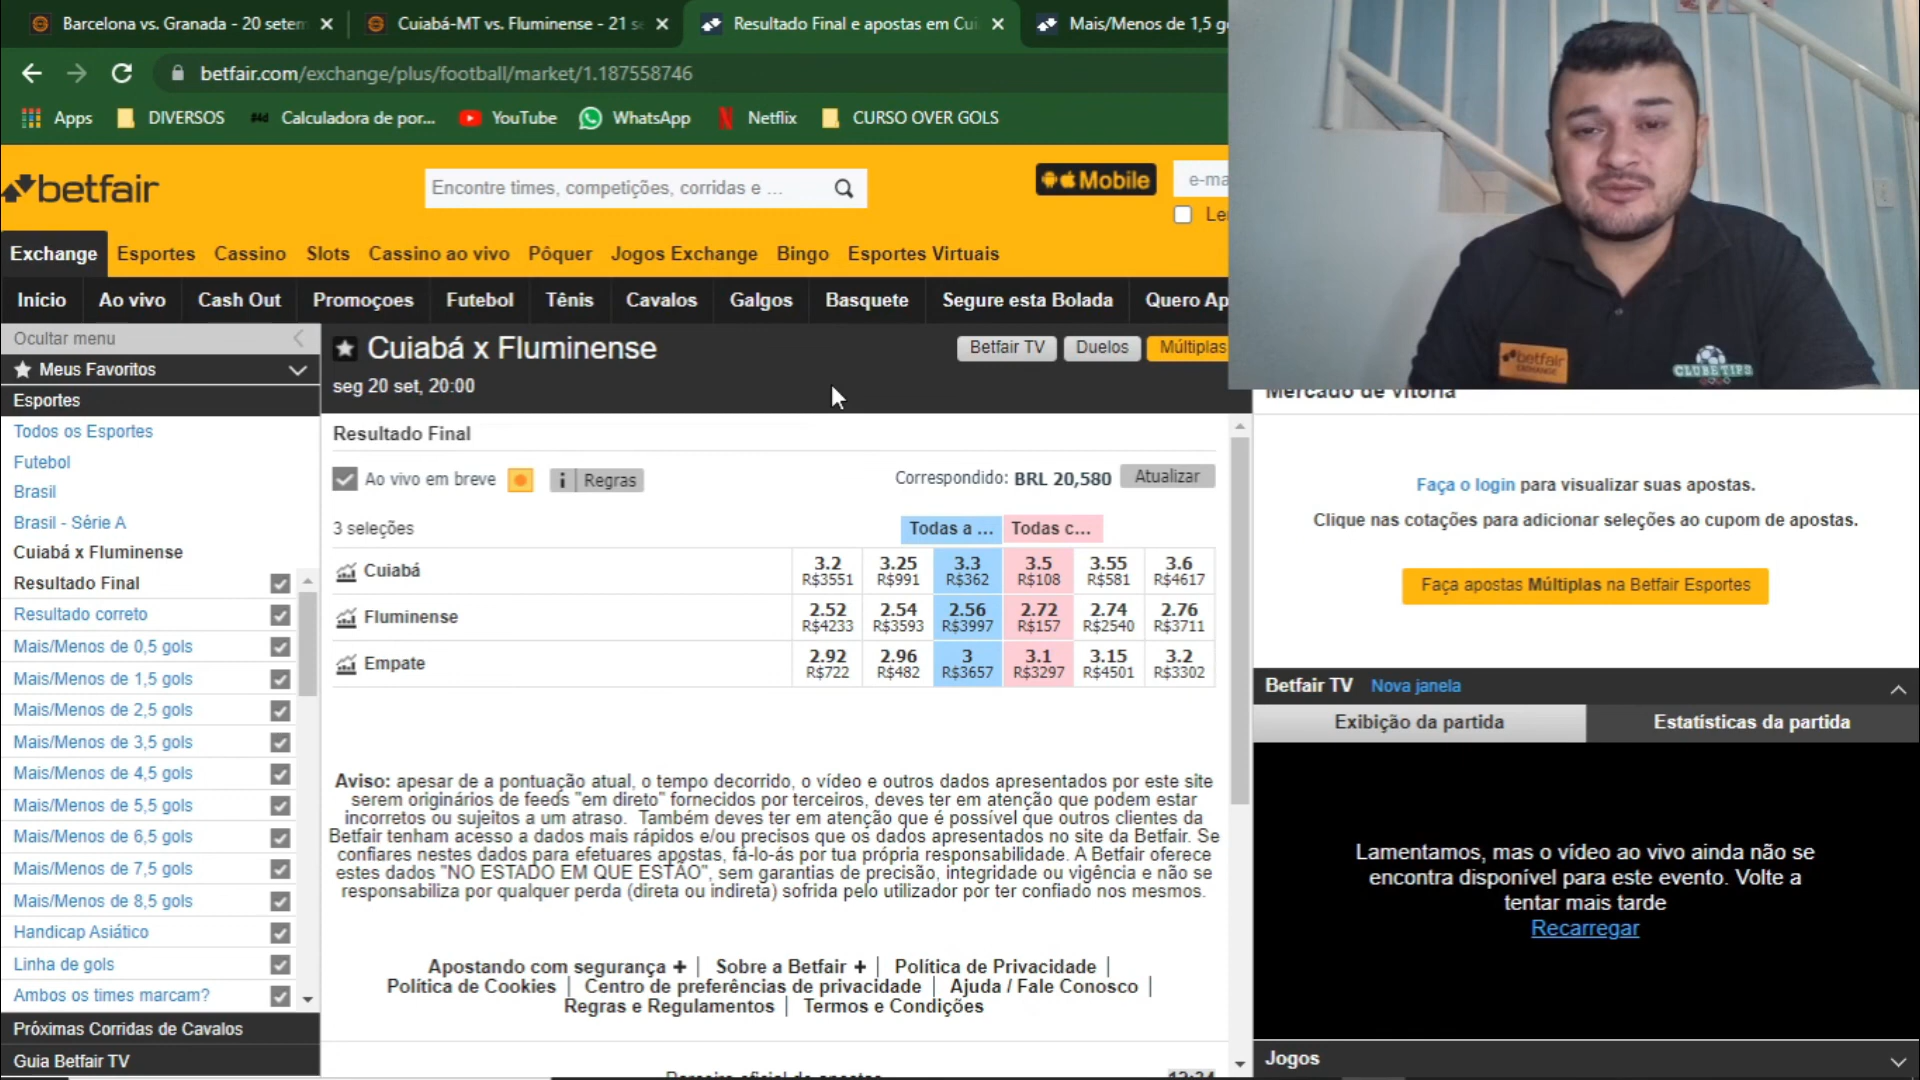 Barcelona vs. Granada - 20 setem
Cuiabá-MT vs. Fluminense - 21 s
Resultado Final e apostas em Cui
Mais/Menos de 1,5 g
betfair.com/exchange/plus/football/market/1.187558746
Apps
DIVERSOS
Calculadora de por...
YouTube
WhatsApp
Netflix
CURSO OVER GOLS
betfair
Encontre times, competições, corridas e ...
Mobile
e-ma
Le
Exchange
Esportes
Cassino
Slots
Cassino ao vivo
Pôquer
Jogos Exchange
Bingo
Esportes Virtuais
Início
Ao vivo
Cash Out
Promoçoes
Futebol
Tênis
Cavalos
Galgos
Basquete
Segure esta Bolada
Quero Ap
betfair
EXCHANGE
CLUBETIPS
Ocultar menu
Meus Favoritos
Esportes
Todos os Esportes
Futebol
Brasil
Brasil - Série A
Cuiabá x Fluminense
Resultado Final
Resultado correto
Mais/Menos de 0,5 gols
Mais/Menos de 1,5 gols
Mais/Menos de 2,5 gols
Mais/Menos de 3,5 gols
Mais/Menos de 4,5 gols
Mais/Menos de 5,5 gols
Mais/Menos de 6,5 gols
Mais/Menos de 7,5 gols
Mais/Menos de 8,5 gols
Handicap Asiático
Linha de gols
Ambos os times marcam?
Próximas Corridas de Cavalos
Guia Betfair TV
Cuiabá x Fluminense
Betfair TV
Duelos
Múltiplas
seg 20 set, 20:00
Resultado Final
Ao vivo em breve
i Regras
Correspondido: BRL 20,580
Atualizar
3 seleções
Todas a ...
Todas c...
Cuiabá
3.2 3.25 3.3 3.5 3.55 3.6
R$3551 R$991 R$362 R$108 R$581 R$4617
Fluminense
2.52 2.54 2.56 2.72 2.74 2.76
R$4233 R$3593 R$3997 R$157 R$2540 R$3711
Empate
2.92 2.96 3 3.1 3.15 3.2
R$722 R$482 R$3657 R$3297 R$4501 R$3302
Aviso: apesar de a pontuação atual, o tempo decorrido, o vídeo e outros dados apresentados por este site
serem originários de feeds "em direto" fornecidos por terceiros, deves ter em atenção que podem estar
incorretos ou sujeitos a um atraso. Também deves ter em atenção que é possível que outros clientes da
Betfair tenham acesso a dados mais rápidos e/ou precisos que os dados apresentados no site da Betfair. Se
confiares nestes dados para efetuares apostas, fá-lo-ás por tua própria responsabilidade. A Betfair oferece
estes dados "NO ESTADO EM QUE ESTÃO", sem garantias de precisão, integridade ou vigência e não se
responsabiliza por qualquer perda (direta ou indireta) sofrida pelo utilizador por ter confiado nos mesmos.
Apostando com segurança + | Sobre a Betfair + | Política de Privacidade |
Política de Cookies | Centro de preferências de privacidade | Ajuda / Fale Conosco |
Regras e Regulamentos | Termos e Condições
Parceiro oficial de apostas
Mercado de vitória
Faça o login para visualizar suas apostas.
Clique nas cotações para adicionar seleções ao cupom de apostas.
Faça apostas Múltiplas na Betfair Esportes
Betfair TV
Nova janela
Exibição da partida
Estatísticas da partida
Lamentamos, mas o vídeo ao vivo ainda não se
encontra disponível para este evento. Volte a
tentar mais tarde
Recarregar
Jogos